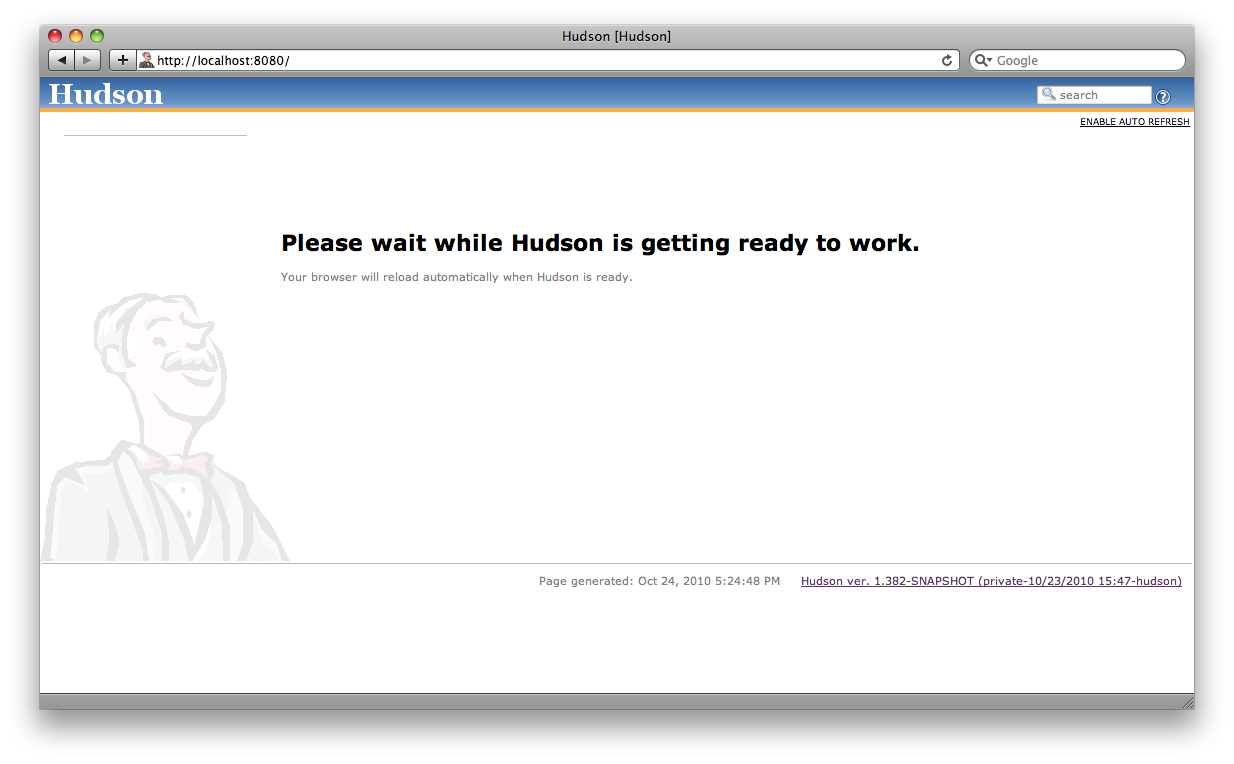 Hudson [Hudson]
http://localhost:8080/
Google
Hudson
search
?
ENABLE AUTO REFRESH
Please wait while Hudson is getting ready to work.
Your browser will reload automatically when Hudson is ready.
Page generated: Oct 24, 2010 5:24:48 PM Hudson ver. 1.382-SNAPSHOT (private-10/23/2010 15:47-hudson)